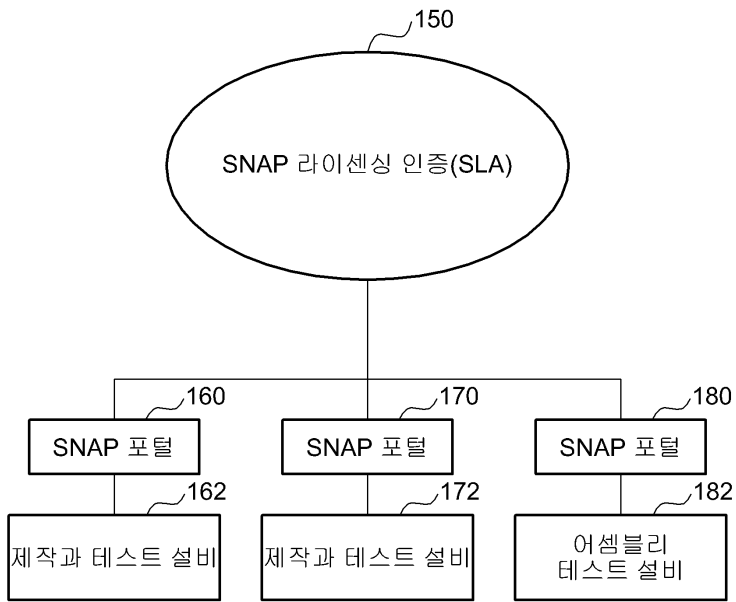 150
SNAP 라이센싱 인증(SLA)
160
170
180
SNAP 포털
SNAP 포털
SNAP 포털
162
172
182
제작과 테스트 설비
제작과 테스트 설비
어셈블리
테스트 설비